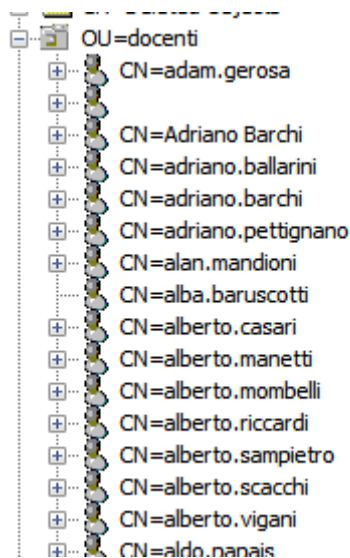 OU=docenti
CN=adam.gerosa
CN=Adriano Barchi
CN=adriano.ballarini
CN=adriano.barchi
CN=adriano.pettignano
CN=alan.mandioni
CN=alba.baruscotti
CN=alberto.casari
CN=alberto.manetti
CN=alberto.mombelli
CN=alberto.riccardi
CN=alberto.sampietro
CN=alberto.scacchi
CN=alberto.vigani
CN=aldo.papais